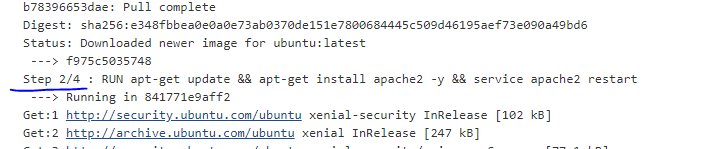 b78396653dae: Pull complete
Digest: sha256:e348fbbea0e0a0e73ab0370de151e7800684445c509d46195aef73e090a49bd6
Status: Downloaded newer image for ubuntu:latest
---> f975c5035748
Step 2/4 : RUN apt-get update && apt-get install apache2 -y && service apache2 restart
---> Running in 841771e9aff2
Get:1 http://security.ubuntu.com/ubuntu xenial-security InRelease [102 kB]
Get:2 http://archive.ubuntu.com/ubuntu xenial InRelease [247 kB]